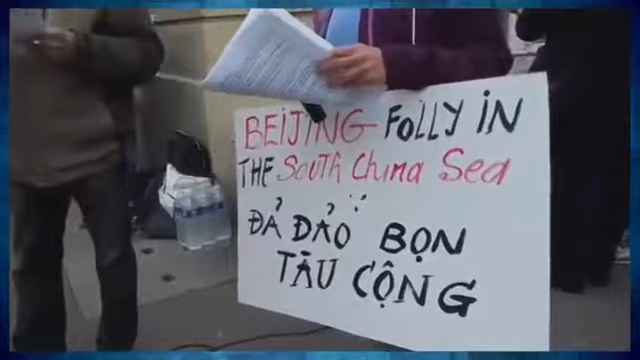 BEIJING FOLLY IN
THE South China Sea
ĐẢ ĐẢO BỌN
TÀU CỘNG